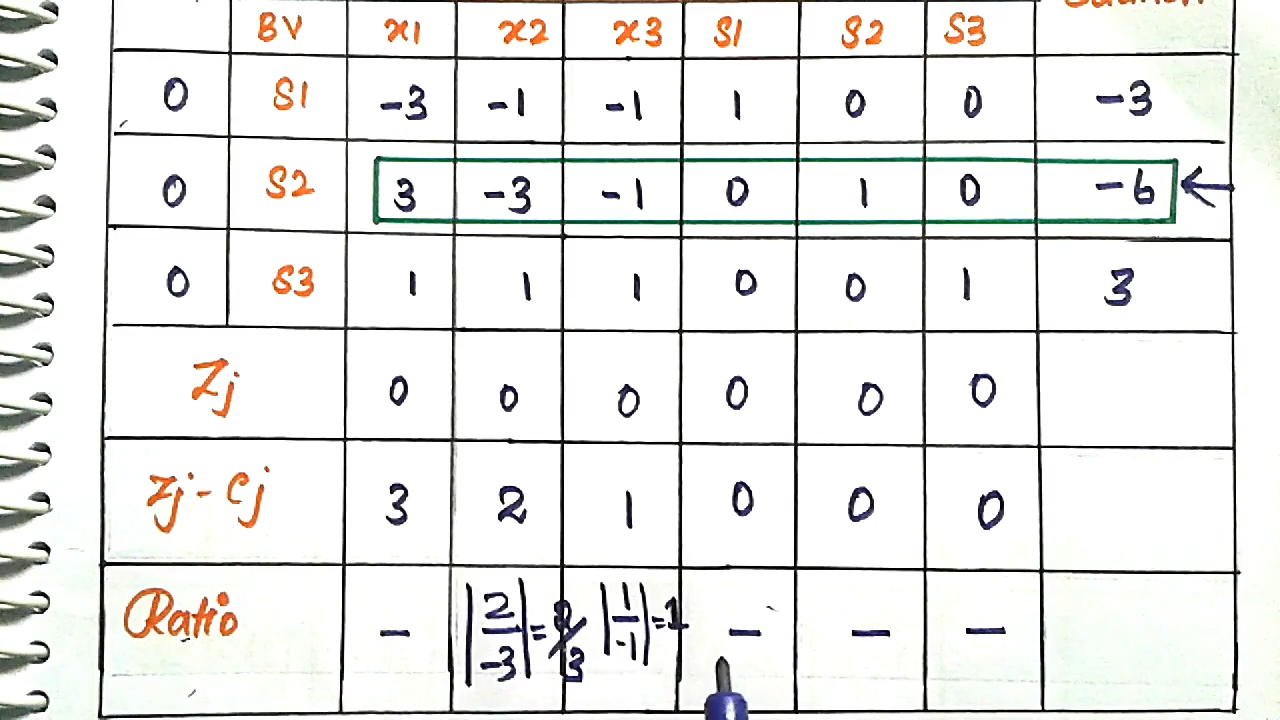 Solution
BV x1 x2 x3 S1 S2 S3
0 S1 -3 -1 -1 1 0 0 -3
0 S2 3 -3 -1 0 1 0 -6 ←
0 S3 1 1 1 0 0 1 3
Zj 0 0 0 0 0 0
Zj - Cj 3 2 1 0 0 0
Ratio - |2/-3| = 2/3 |1/-1| = 1 - - -